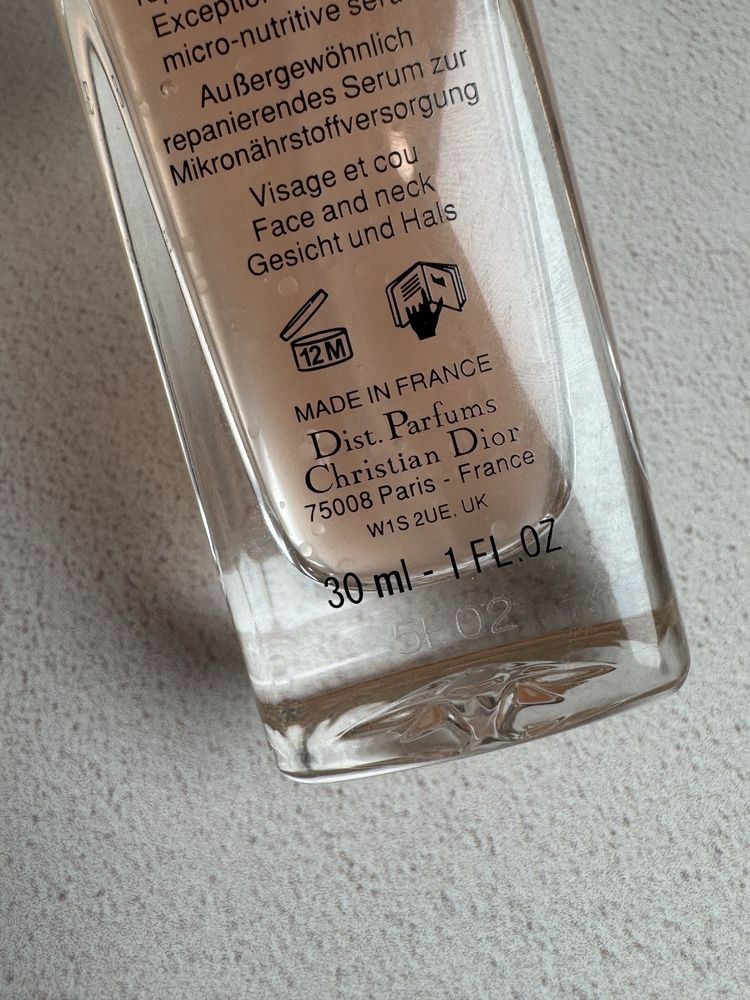 Exception
micro-nutritive
Außergewöhnlich
repanierendes Serum zur
Mikronährstoffversorgung
Visage et cou
Face and neck
Gesicht und Hals
12M
MADE IN FRANCE
Dist. Parfums
Christian Dior
75008 Paris - France
W1S 2UE, UK
30 ml - 1 FL.OZ
02